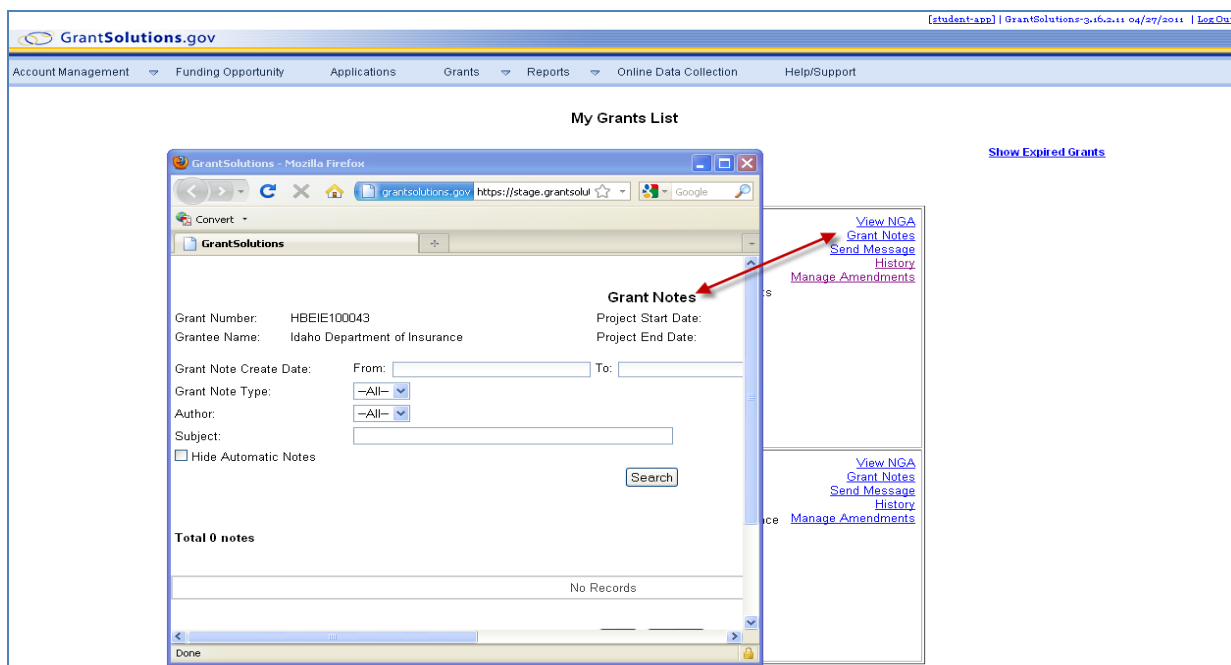 [student-app] | GrantSolutions-3.16.2.11 04/27/2011 | Log Out
GrantSolutions.gov
Account Management Funding Opportunity Applications Grants Reports Online Data Collection Help/Support
My Grants List
Show Expired Grants
GrantSolutions - Mozilla Firefox
grantsolutions.gov https://stage.grantsolu Google
Convert
GrantSolutions
Grant Notes
Grant Number: HBEIE100043 Project Start Date:
Grantee Name: Idaho Department of Insurance Project End Date:
Grant Note Create Date: From: To:
Grant Note Type: --All--
Author: --All--
Subject:
Hide Automatic Notes
Search
Total 0 notes
No Records
Done
View NGA
Grant Notes
Send Message
History
Manage Amendments
View NGA
Grant Notes
Send Message
History
Manage Amendments